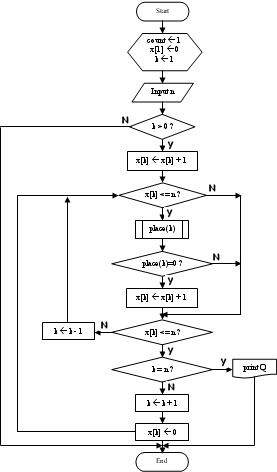 Start
count ← 1
x[1] ← 0
k ← 1
Input n
N
k > 0 ?
y
x[k] ← x[k] + 1
x[k] <= n ?
N
y
place(k)
place(k)=0 ?
N
y
x[k] ← x[k] + 1
k ← k - 1
N
x[k] <= n ?
y
k = n ?
y
print Q
N
k ← k + 1
x[k] ← 0
End